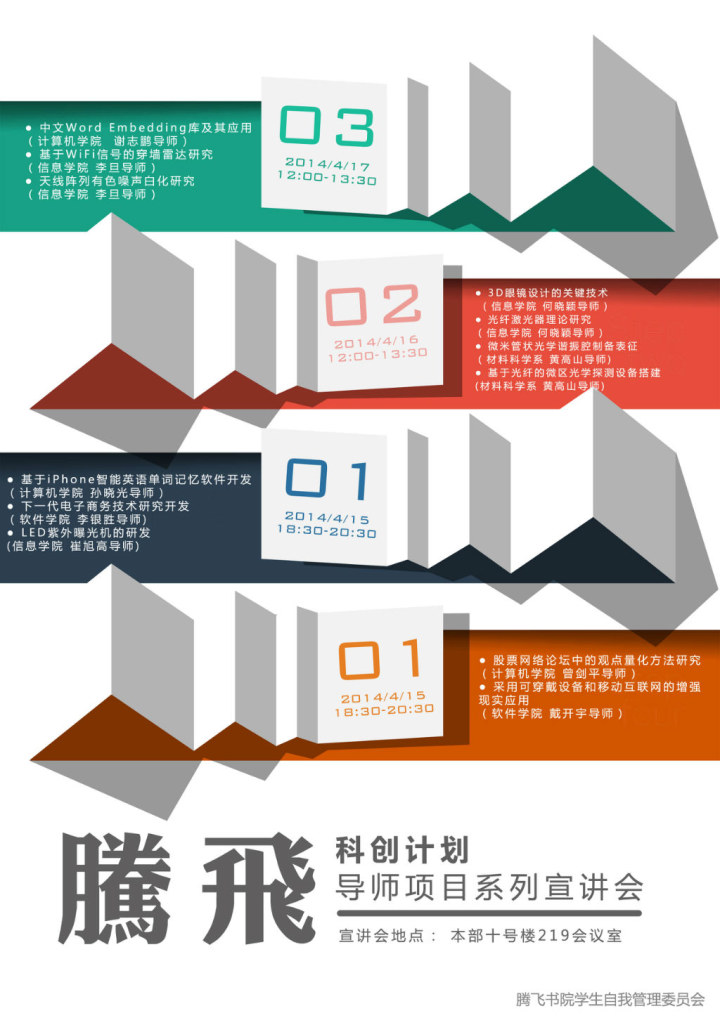 03
2014/4/17
12:00-13:30
● 中文Word Embedding库及其应用
（计算机学院 谢志鹏导师）
● 基于WiFi信号的穿墙雷达研究
（信息学院 李旦导师）
● 天线阵列有色噪声白化研究
（信息学院 李旦导师）
02
2014/4/16
12:00-13:30
● 3D眼镜设计的关键技术
（信息学院 何晓颖导师）
● 光纤激光器理论研究
（信息学院 何晓颖导师）
● 微米管状光学谐振腔制备表征
（材料科学系 黄高山导师)
● 基于光纤的微区光学探测设备搭建
(材料科学系 黄高山导师)
01
2014/4/15
18:30-20:30
● 基于iPhone智能英语单词记忆软件开发
（计算机学院 孙晓光导师）
● 下一代电子商务技术研究开发
（软件学院 李银胜导师)
● LED紫外曝光机的研发
(信息学院 崔旭高导师)
01
2014/4/15
18:30-20:30
● 股票网络论坛中的观点量化方法研究
（计算机学院 曾剑平导师）
● 采用可穿戴设备和移动互联网的增强
现实应用
（软件学院 戴开宇导师）
騰飛
科创计划
导师项目系列宣讲会
宣讲会地点： 本部十号楼219会议室
腾飞书院学生自我管理委员会